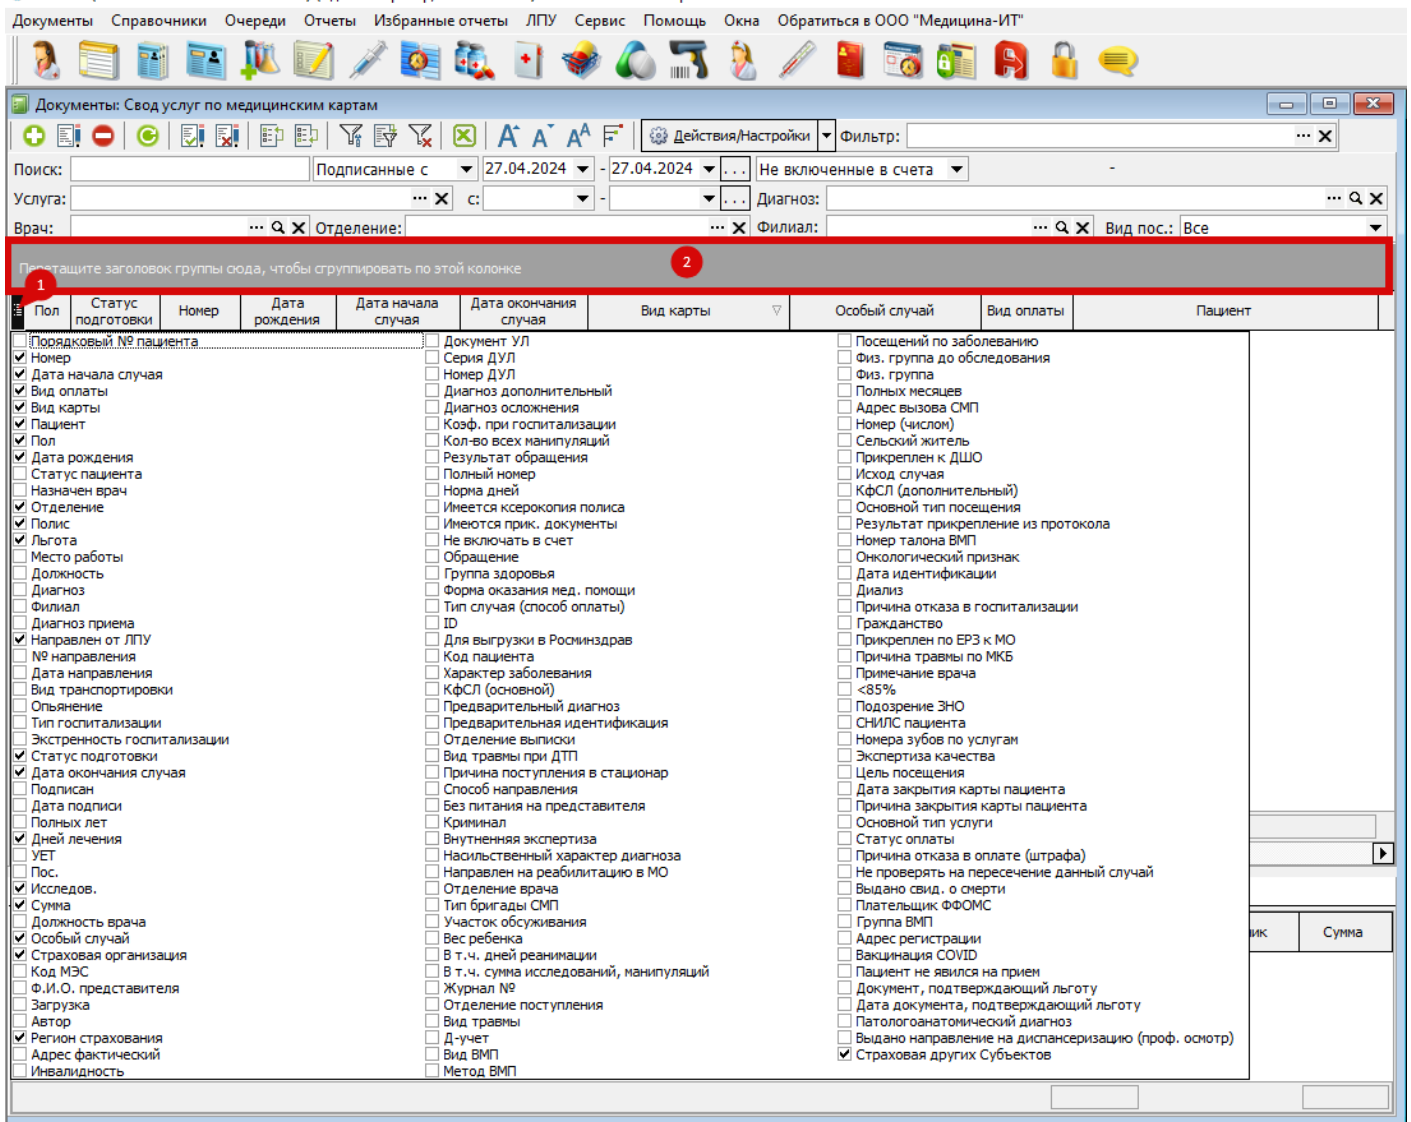 Документы Справочники Очереди Отчеты Избранные отчеты ЛПУ Сервис Помощь Окна Обратиться в ООО "Медицина-ИТ"
Документы: Свод услуг по медицинским картам
Действия/Настройки Фильтр:
Поиск: Подписанные с 27.04.2024 - 27.04.2024 ... Не включенные в счета -
Услуга: ... с: - ... Диагноз: ...
Врач: ... Отделение: ... Филиал: ... Вид пос.: Все
Перетащите заголовок группы сюда, чтобы сгруппировать по этой колонке
2
1
Пол Статус подготовки Номер Дата рождения Дата начала случая Дата окончания случая Вид карты Особый случай Вид оплаты Пациент
Порядковый № пациента
Номер
Дата начала случая
Вид оплаты
Вид карты
Пациент
Пол
Дата рождения
Статус пациента
Назначен врач
Отделение
Полис
Льгота
Место работы
Должность
Диагноз
Филиал
Диагноз приема
Направлен от ЛПУ
№ направления
Дата направления
Вид транспортировки
Опьянение
Тип госпитализации
Экстренность госпитализации
Статус подготовки
Дата окончания случая
Подписан
Дата подписи
Полных лет
Дней лечения
УЕТ
Пос.
Исследов.
Сумма
Должность врача
Особый случай
Страховая организация
Код МЭС
Ф.И.О. представителя
Загрузка
Автор
Регион страхования
Адрес фактический
Инвалидность
Документ УЛ
Серия ДУЛ
Номер ДУЛ
Диагноз дополнительный
Диагноз осложнения
Коэф. при госпитализации
Кол-во всех манипуляций
Результат обращения
Полный номер
Норма дней
Имеется ксерокопия полиса
Имеются прик. документы
Не включать в счет
Обращение
Группа здоровья
Форма оказания мед. помощи
Тип случая (способ оплаты)
ID
Для выгрузки в Росминздрав
Код пациента
Характер заболевания
КфСЛ (основной)
Предварительный диагноз
Предварительная идентификация
Отделение выписки
Вид травмы при ДТП
Причина поступления в стационар
Способ направления
Без питания на представителя
Криминал
Внутненняя экспертиза
Насильственный характер диагноза
Направлен на реабилитацию в МО
Отделение врача
Тип бригады СМП
Участок обсуживания
Вес ребенка
В т.ч. дней реанимации
В т.ч. сумма исследований, манипуляций
Журнал №
Отделение поступления
Вид травмы
Д-учет
Вид ВМП
Метод ВМП
Посещений по заболеванию
Физ. группа до обследования
Физ. группа
Полных месяцев
Адрес вызова СМП
Номер (числом)
Сельский житель
Прикреплен к ДШО
Исход случая
КфСЛ (дополнительный)
Основной тип посещения
Результат прикрепление из протокола
Номер талона ВМП
Онкологический признак
Дата идентификации
Диализ
Причина отказа в госпитализации
Гражданство
Прикреплен по ЕРЗ к МО
Причина травмы по МКБ
Примечание врача
<85%
Подозрение ЗНО
СНИЛС пациента
Номера зубов по услугам
Экспертиза качества
Цель посещения
Дата закрытия карты пациента
Причина закрытия карты пациента
Основной тип услуги
Статус оплаты
Причина отказа в оплате (штрафа)
Не проверять на пересечение данный случай
Выдано свид. о смерти
Плательщик ФФОМС
Группа ВМП
Адрес регистрации
Вакцинация COVID
Пациент не явился на прием
Документ, подтверждающий льготу
Дата документа, подтверждающий льготу
Патологоанатомический диагноз
Выдано направление на диспансеризацию (проф. осмотр)
Страховая других Субъектов
ик Сумма